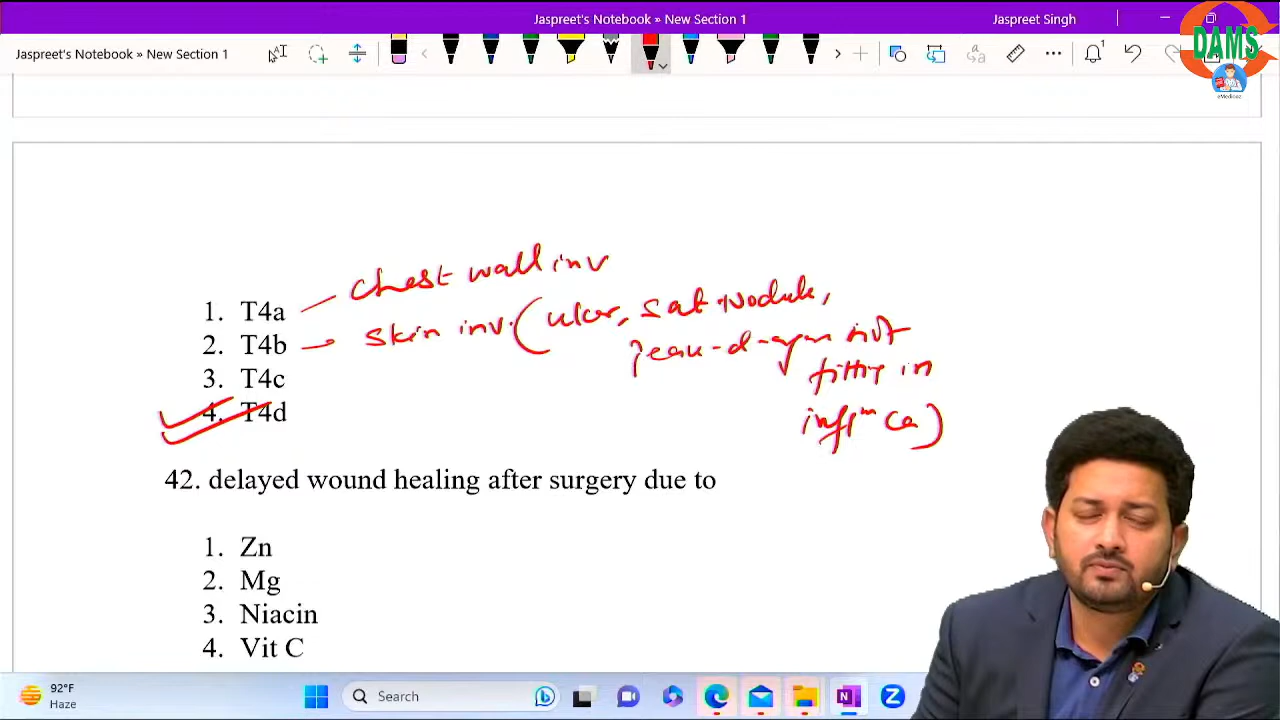 Jaspreet's Notebook » New Section 1
Jaspreet Singh
Jaspreet's Notebook » New Section 1
DAMS
eMedicoz
chest wall inv
1. T4a
skin inv. (ulcer, sat nodule,
2. T4b
peau-d-
not
3. T4c
fitting in
4. T4d
inflm Ca)
42. delayed wound healing after surgery due to
1. Zn
2. Mg
3. Niacin
4. Vit C
92°F
Haze
Search